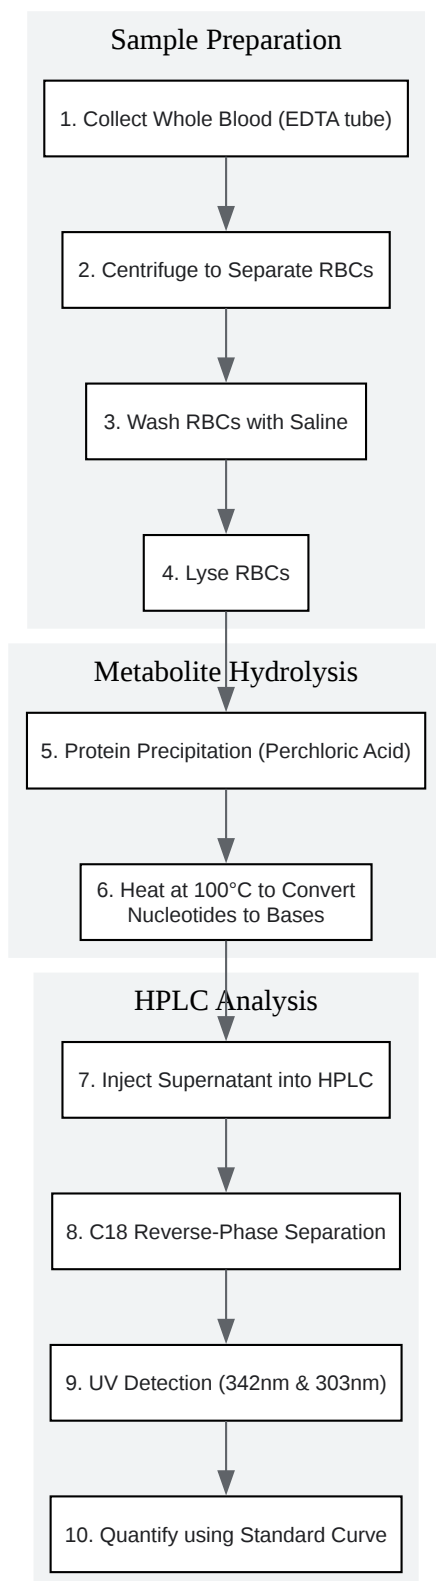 Sample Preparation
1. Collect Whole Blood (EDTA tube)
2. Centrifuge to Separate RBCs
3. Wash RBCs with Saline
4. Lyse RBCs
Metabolite Hydrolysis
5. Protein Precipitation (Perchloric Acid)
6. Heat at 100°C to Convert
Nucleotides to Bases
HPLC Analysis
7. Inject Supernatant into HPLC
8. C18 Reverse-Phase Separation
9. UV Detection (342nm & 303nm)
10. Quantify using Standard Curve